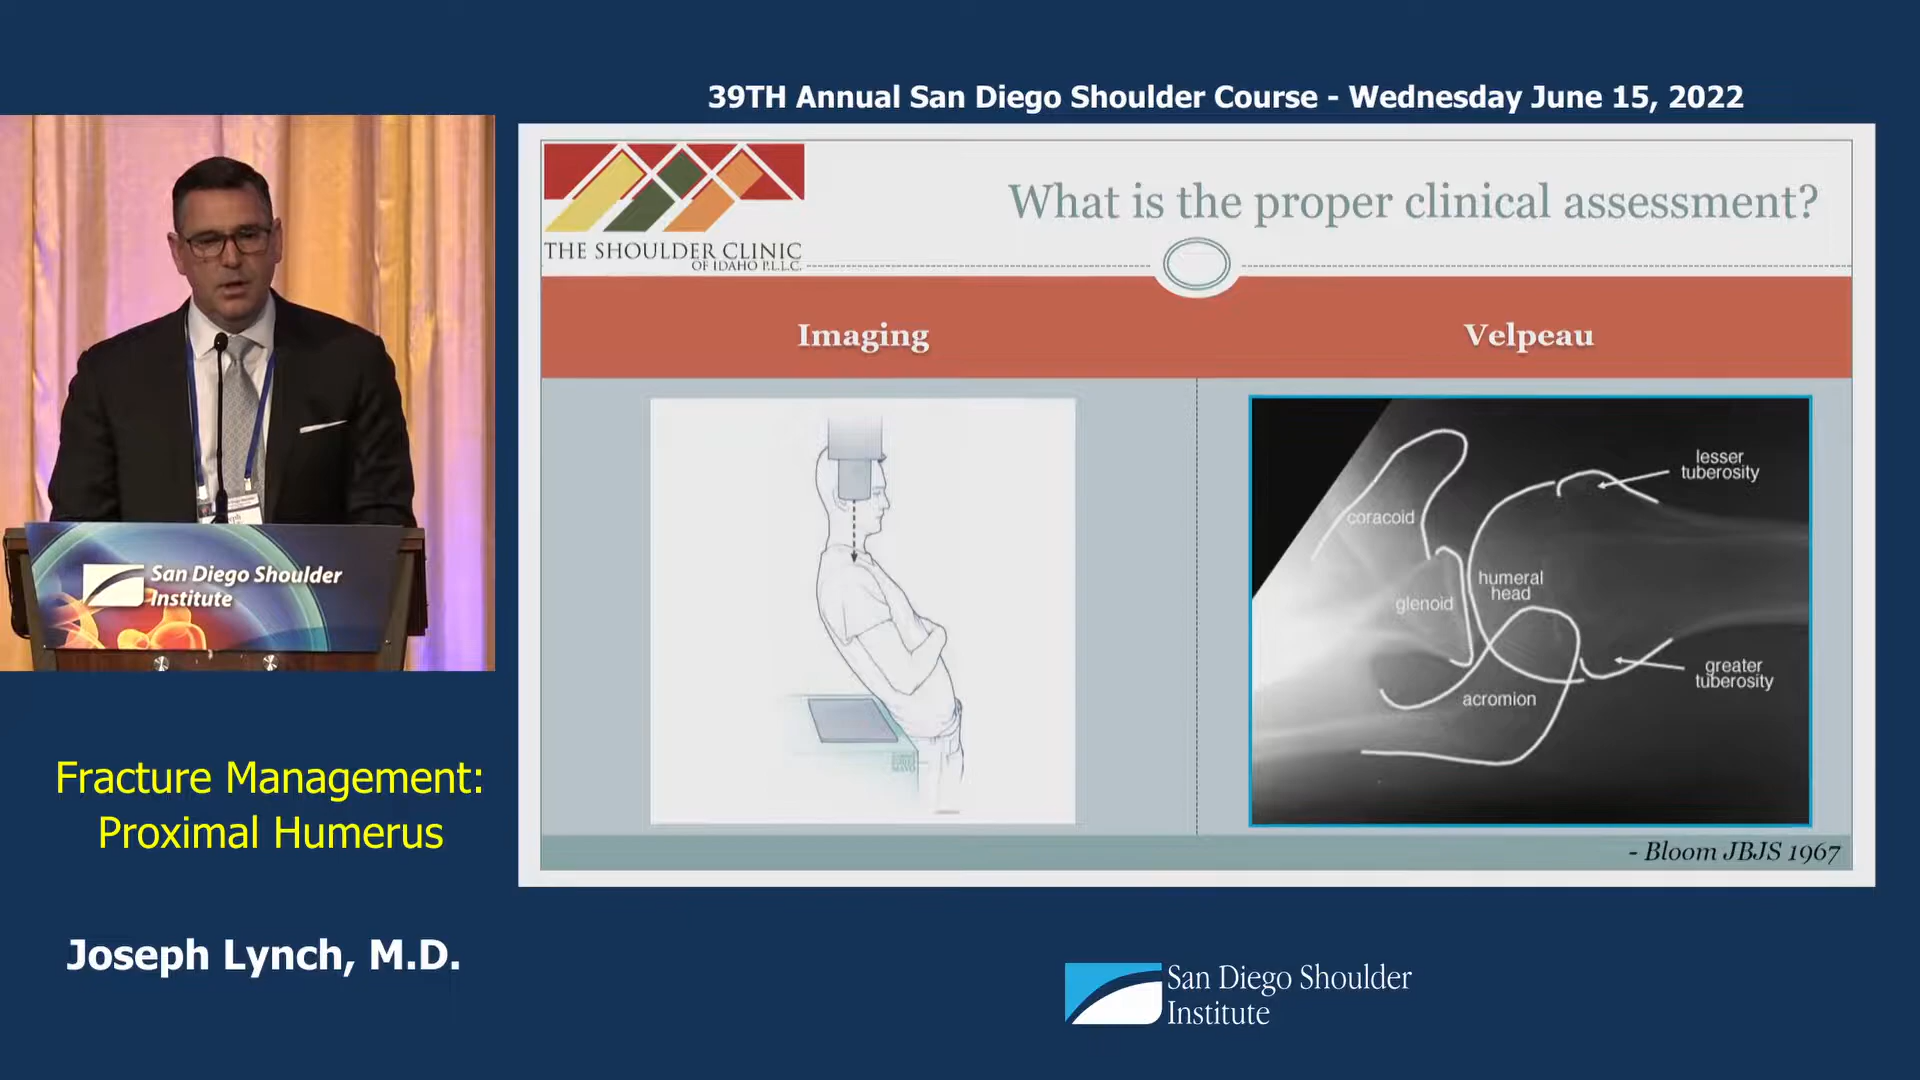 39TH Annual San Diego Shoulder Course - Wednesday June 15, 2022
THE SHOULDER CLINIC
OF IDAHO P.L.L.C.
What is the proper clinical assessment?
Imaging
Velpeau
lesser
tuberosity
coracoid
humeral
head
glenoid
greater
tuberosity
acromion
- Bloom JBJS 1967
San Diego Shoulder
Institute
Fracture Management:
Proximal Humerus
Joseph Lynch, M.D.
San Diego Shoulder
Institute